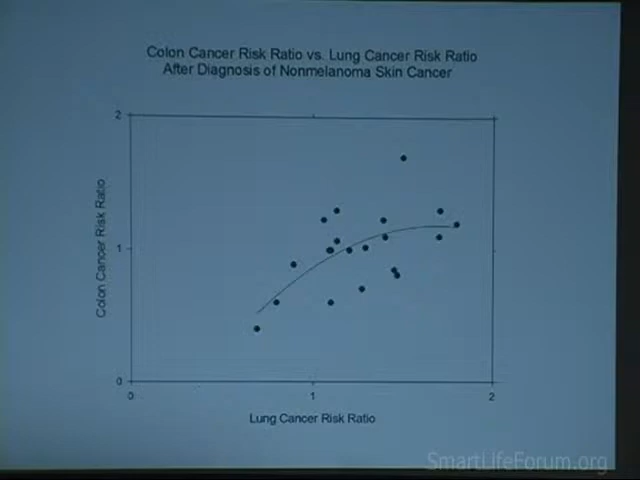 Colon Cancer Risk Ratio vs. Lung Cancer Risk Ratio
After Diagnosis of Nonmelanoma Skin Cancer
2
Colon Cancer Risk Ratio
1
0
0 1 2
Lung Cancer Risk Ratio
SmartLifeForum.org